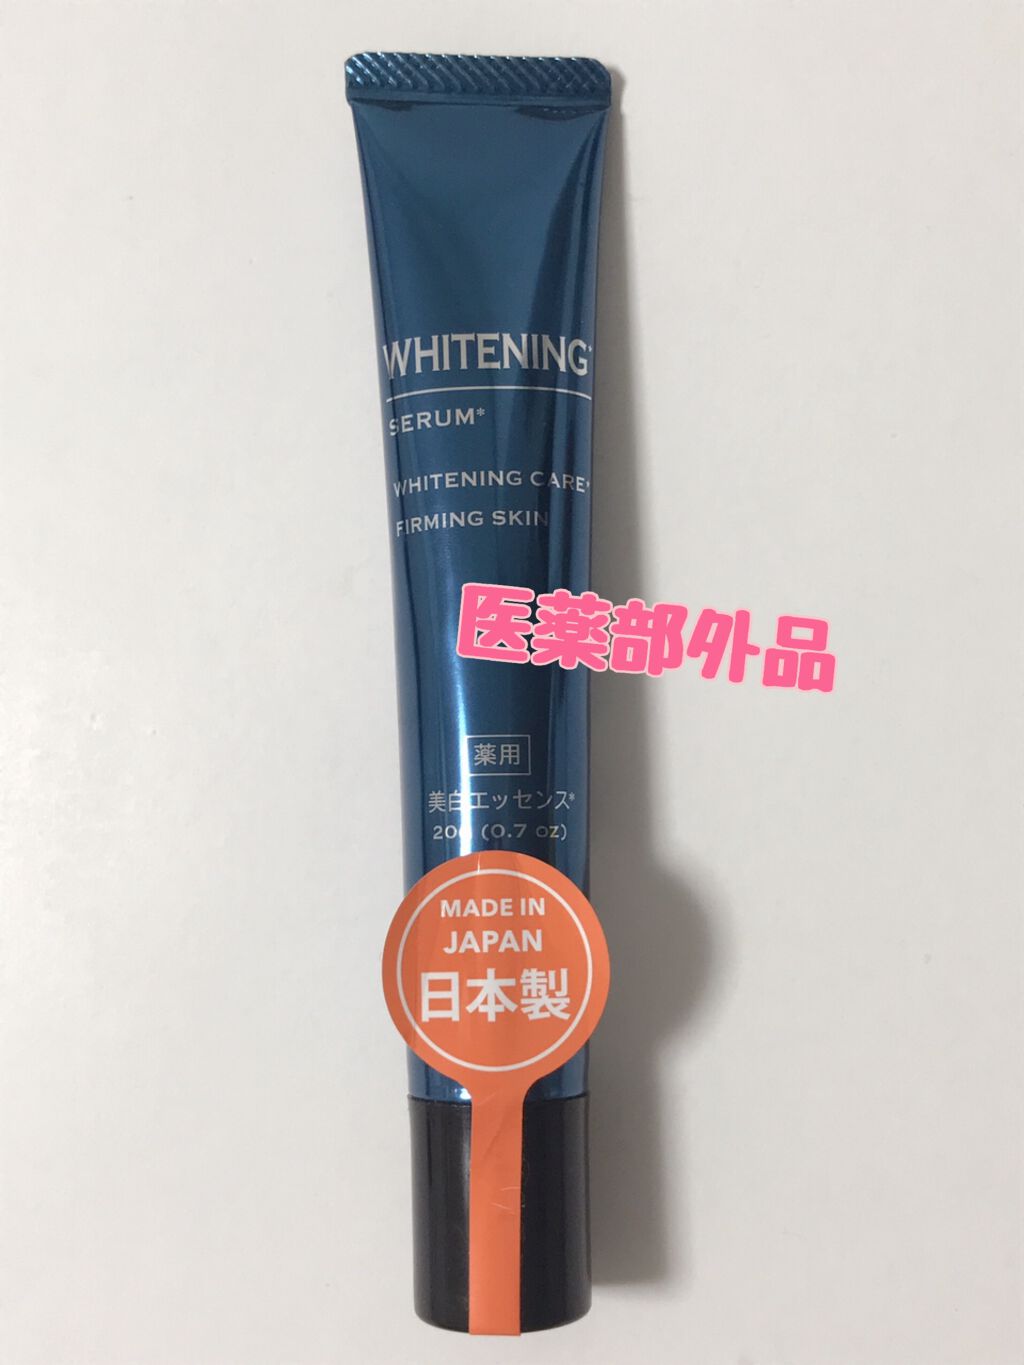 WHITENING*
SERUM*
WHITENING CARE*
FIRMING SKIN
医薬部外品
薬用
美白エッセンス*
20g (0.7 oz)
MADE IN
JAPAN
日本製